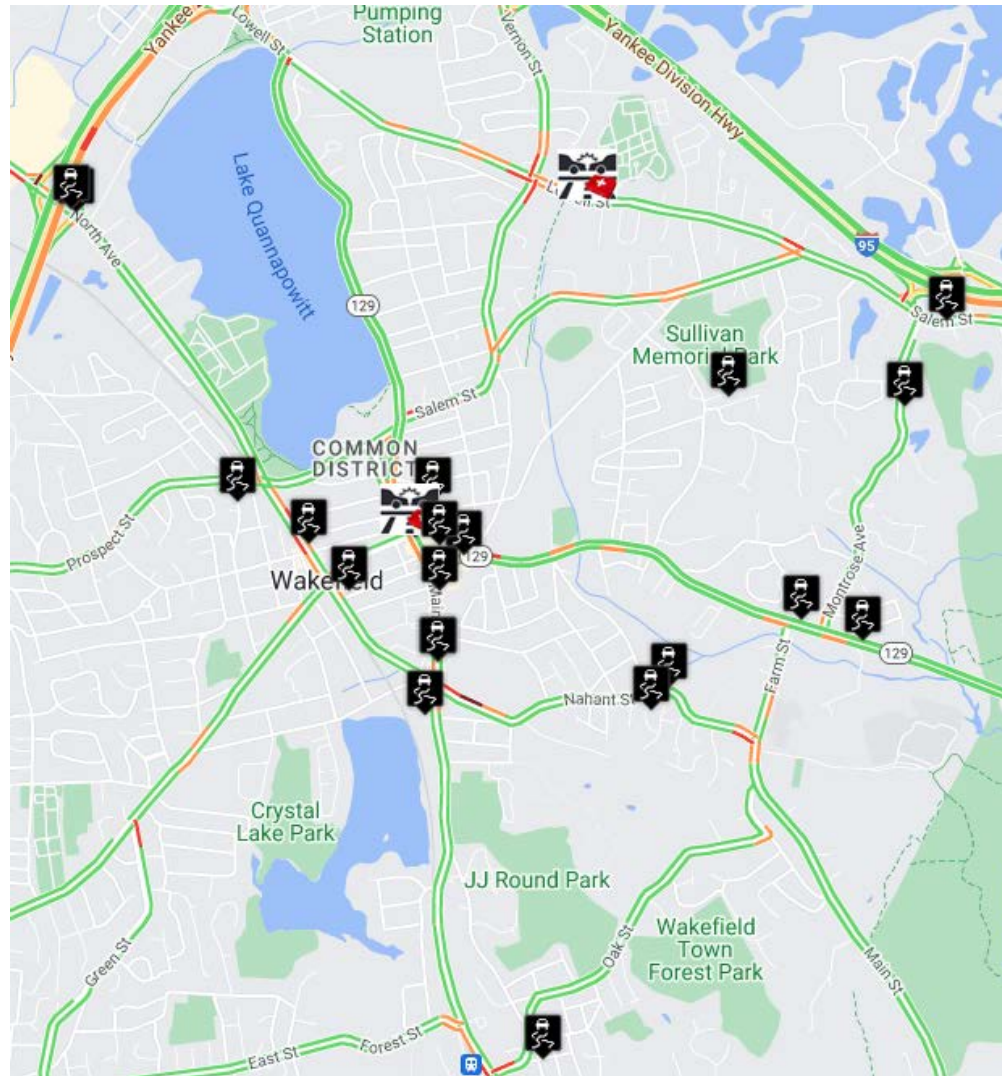 Pumping
Station
Yankee
Lowell St
Vernon St
Yankee Division Hwy
Lake Quannapowitt
North Ave
129
St
95
Salem St
Sullivan
Memorial Park
Salem St
COMMON
DISTRICT
Prospect St
Wakefield
129
Main
Montrose Ave
129
Farm St
Nahant St
Crystal
Lake Park
JJ Round Park
Wakefield
Town
Forest Park
Oak St
Main St
Green St
East St
Forest St